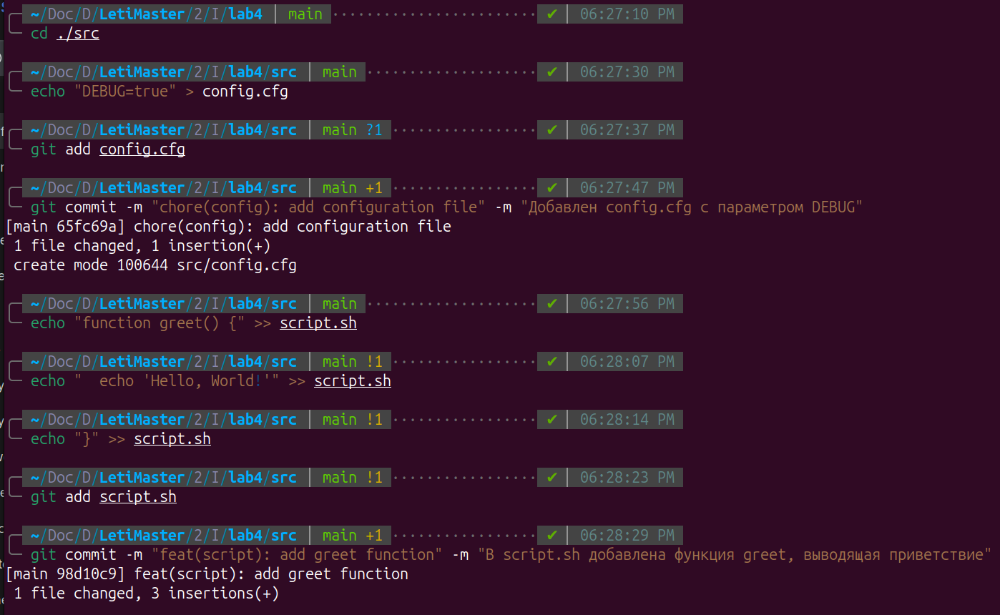 ~/Doc/D/LetiMaster/2/I/lab4 | main ✔ | 06:27:10 PM
cd ./src
~/Doc/D/LetiMaster/2/I/lab4/src | main ✔ | 06:27:30 PM
echo "DEBUG=true" > config.cfg
~/Doc/D/LetiMaster/2/I/lab4/src | main ?1 ✔ | 06:27:37 PM
git add config.cfg
~/Doc/D/LetiMaster/2/I/lab4/src | main +1 ✔ | 06:27:47 PM
git commit -m "chore(config): add configuration file" -m "Добавлен config.cfg с параметром DEBUG"
[main 65fc69a] chore(config): add configuration file
1 file changed, 1 insertion(+)
create mode 100644 src/config.cfg
~/Doc/D/LetiMaster/2/I/lab4/src | main ✔ | 06:27:56 PM
echo "function greet() {" >> script.sh
~/Doc/D/LetiMaster/2/I/lab4/src | main !1 ✔ | 06:28:07 PM
echo "  echo 'Hello, World!'" >> script.sh
~/Doc/D/LetiMaster/2/I/lab4/src | main !1 ✔ | 06:28:14 PM
echo "}" >> script.sh
~/Doc/D/LetiMaster/2/I/lab4/src | main !1 ✔ | 06:28:23 PM
git add script.sh
~/Doc/D/LetiMaster/2/I/lab4/src | main +1 ✔ | 06:28:29 PM
git commit -m "feat(script): add greet function" -m "В script.sh добавлена функция greet, выводящая приветствие"
[main 98d10c9] feat(script): add greet function
1 file changed, 3 insertions(+)